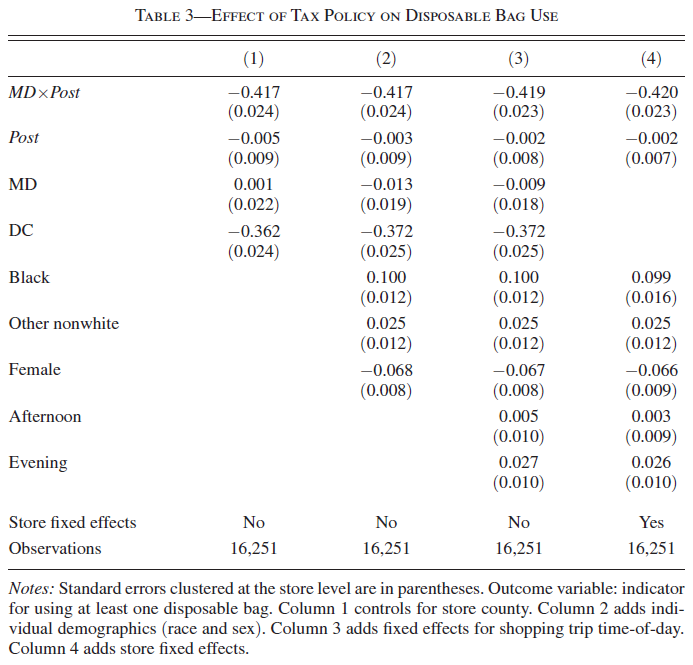 TABLE 3—EFFECT OF TAX POLICY ON DISPOSABLE BAG USE
(1) (2) (3) (4)
MD×Post −0.417 −0.417 −0.419 −0.420
(0.024) (0.024) (0.023) (0.023)
Post −0.005 −0.003 −0.002 −0.002
(0.009) (0.009) (0.008) (0.007)
MD 0.001 −0.013 −0.009
(0.022) (0.019) (0.018)
DC −0.362 −0.372 −0.372
(0.024) (0.025) (0.025)
Black 0.100 0.100 0.099
(0.012) (0.012) (0.016)
Other nonwhite 0.025 0.025 0.025
(0.012) (0.012) (0.012)
Female −0.068 −0.067 −0.066
(0.008) (0.008) (0.009)
Afternoon 0.005 0.003
(0.010) (0.009)
Evening 0.027 0.026
(0.010) (0.010)
Store fixed effects No No No Yes
Observations 16,251 16,251 16,251 16,251
Notes: Standard errors clustered at the store level are in parentheses. Outcome variable: indicator
for using at least one disposable bag. Column 1 controls for store county. Column 2 adds indi-
vidual demographics (race and sex). Column 3 adds fixed effects for shopping trip time-of-day.
Column 4 adds store fixed effects.